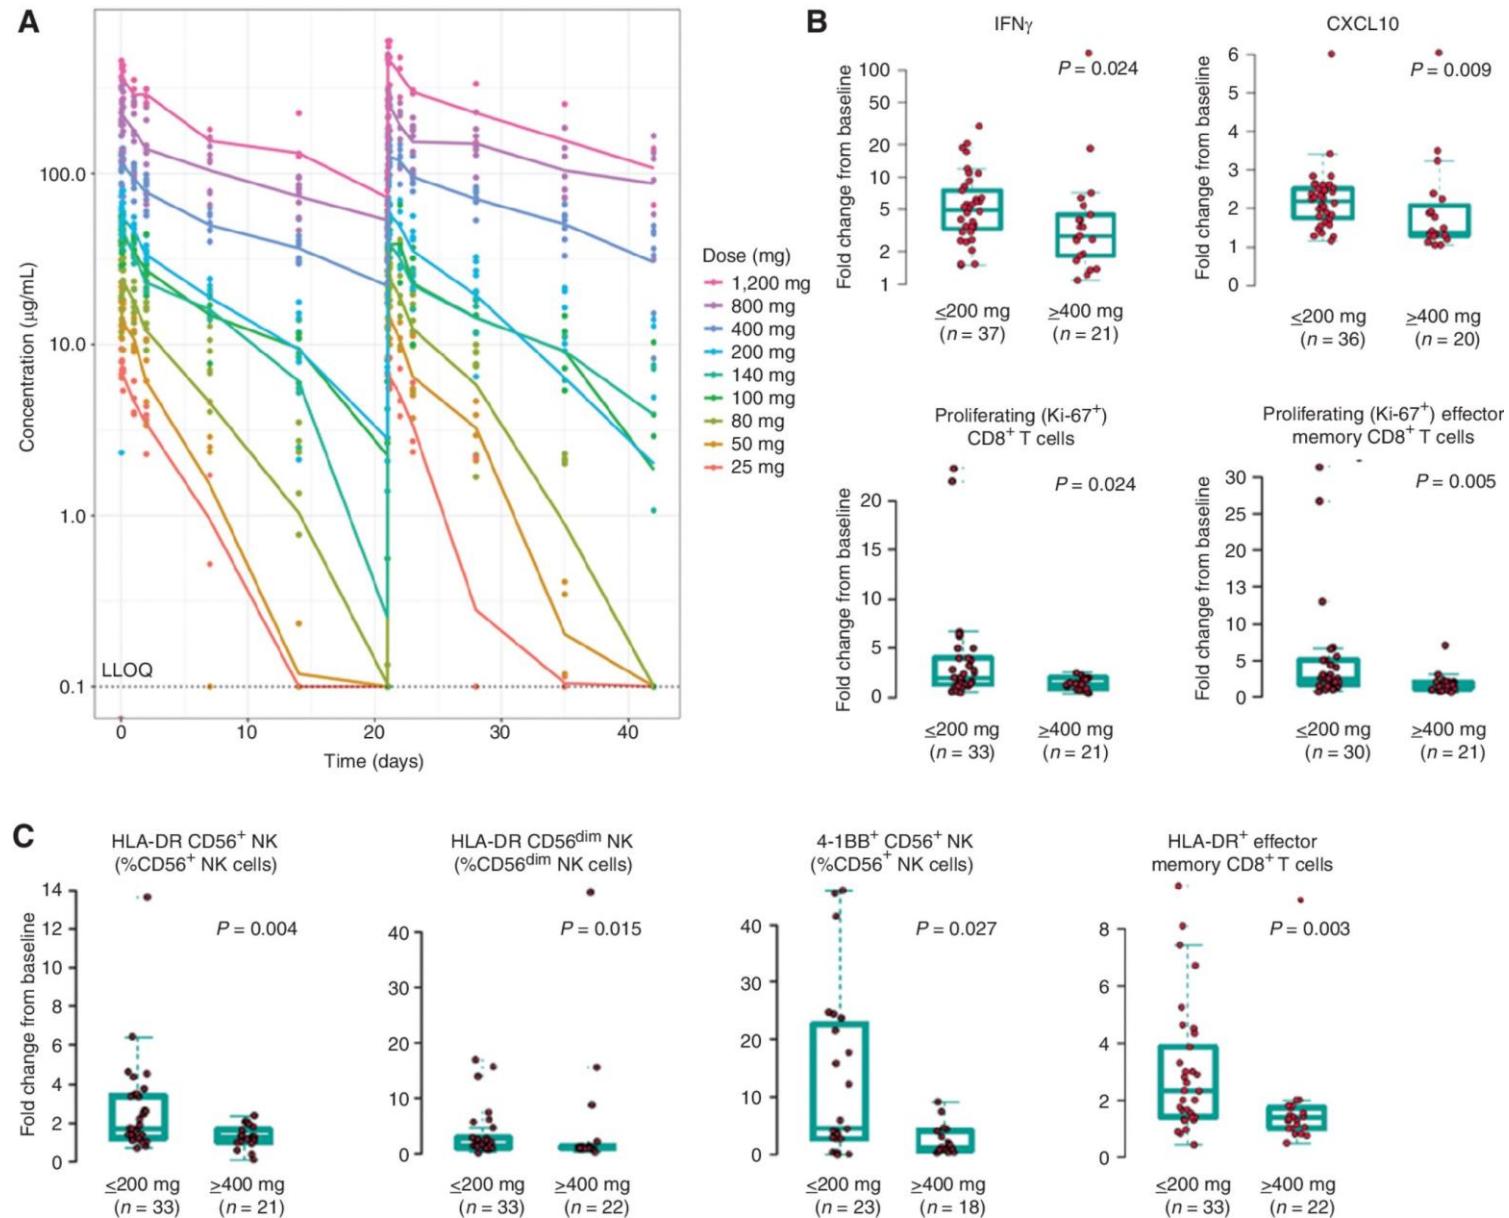 A
Concentration (µg/mL)
100.0
10.0
1.0
0.1
LLOQ
0
10
20
30
40
Time (days)
Dose (mg)
1,200 mg
800 mg
400 mg
200 mg
140 mg
100 mg
80 mg
50 mg
25 mg
B
IFNγ
P = 0.024
Fold change from baseline
100
50
20
10
5
2
1
≤200 mg
(n = 37)
≥400 mg
(n = 21)
CXCL10
P = 0.009
Fold change from baseline
6
5
4
3
2
1
0
≤200 mg
(n = 36)
≥400 mg
(n = 20)
Proliferating (Ki-67⁺)
CD8⁺ T cells
P = 0.024
Fold change from baseline
20
15
10
5
0
≤200 mg
(n = 33)
≥400 mg
(n = 21)
Proliferating (Ki-67⁺) effector
memory CD8⁺ T cells
P = 0.005
Fold change from baseline
30
25
20
13
10
5
0
≤200 mg
(n = 30)
≥400 mg
(n = 21)
C
HLA-DR CD56⁺ NK
(%CD56⁺ NK cells)
P = 0.004
Fold change from baseline
14
12
10
8
6
4
2
0
≤200 mg
(n = 33)
≥400 mg
(n = 21)
HLA-DR CD56ᵈⁱᵐ NK
(%CD56ᵈⁱᵐ NK cells)
P = 0.015
40
30
20
10
0
≤200 mg
(n = 33)
≥400 mg
(n = 22)
4-1BB⁺ CD56⁺ NK
(%CD56⁺ NK cells)
P = 0.027
40
30
20
10
0
≤200 mg
(n = 23)
≥400 mg
(n = 18)
HLA-DR⁺ effector
memory CD8⁺ T cells
P = 0.003
8
6
4
2
0
≤200 mg
(n = 33)
≥400 mg
(n = 22)